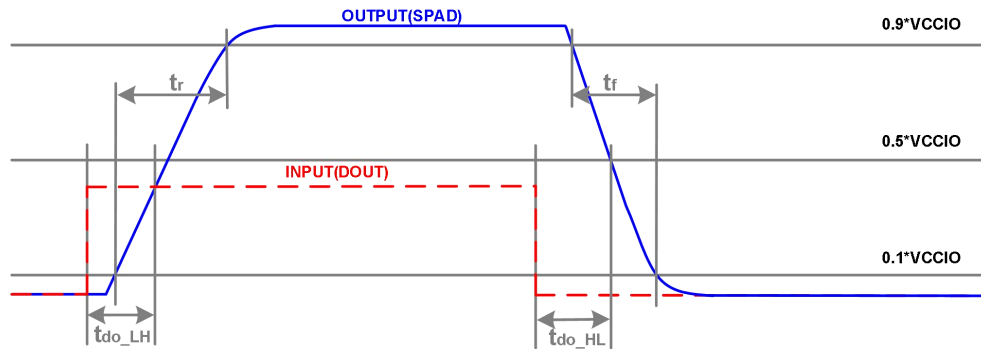 OUTPUT(SPAD)
0.9*VCCIO
tr
tf
0.5*VCCIO
INPUT(DOUT)
0.1*VCCIO
tdo_LH
tdo_HL